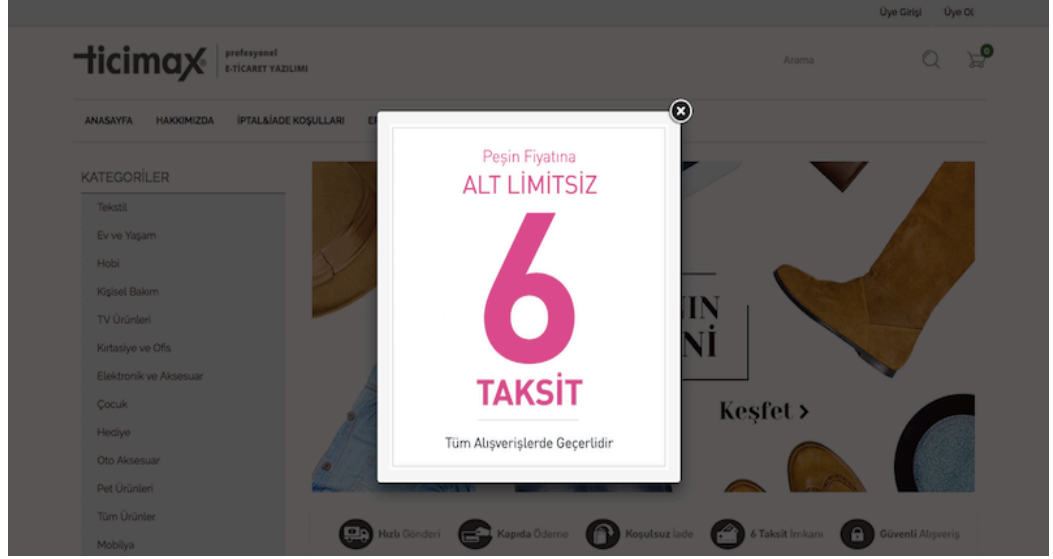 Üye Girişi Üye Ol
ticimax profesyonel
E-TİCARET YAZILIMI
Arama
0
ANASAYFA HAKKIMIZDA İPTAL&İADE KOŞULLARI
KATEGORİLER
Tekstil
Ev ve Yaşam
Hobi
Kişisel Bakım
TV Ürünleri
Kırtasiye ve Ofis
Elektronik ve Aksesuar
Çocuk
Hediye
Oto Aksesuar
Pet Ürünleri
Tüm Ürünler
Mobilya
Peşin Fiyatına
ALT LİMİTSİZ
6
TAKSİT
Tüm Alışverişlerde Geçerlidir
Keşfet >
Hızlı Gönderi Kapıda Ödeme Koşulsuz İade 6 Taksit İmkanı Güvenli Alışveriş